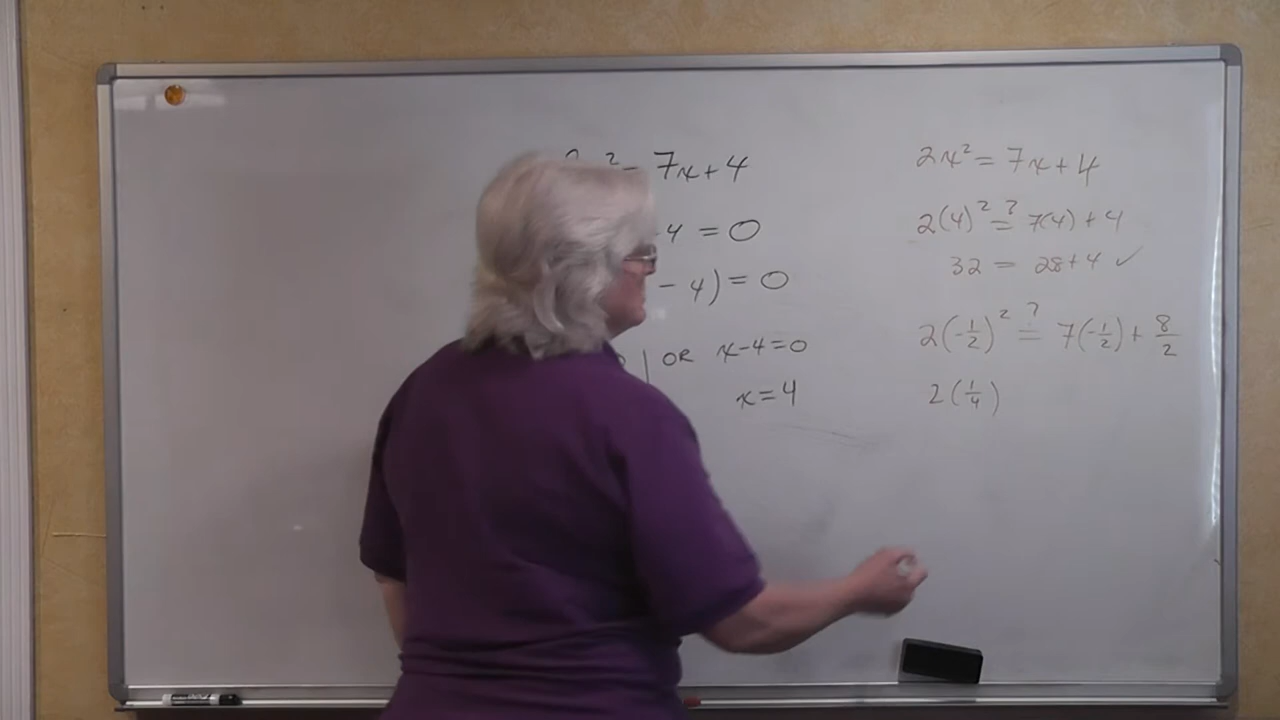 ² = 7x+4
4 = 0
- 4) = 0
OR x-4=0
x=4
2x² = 7x+4
2(4)² ?= 7(4) + 4
32 = 28+4 ✓
2(-1/2)² ?= 7(-1/2) + 8/2
2(1/4)